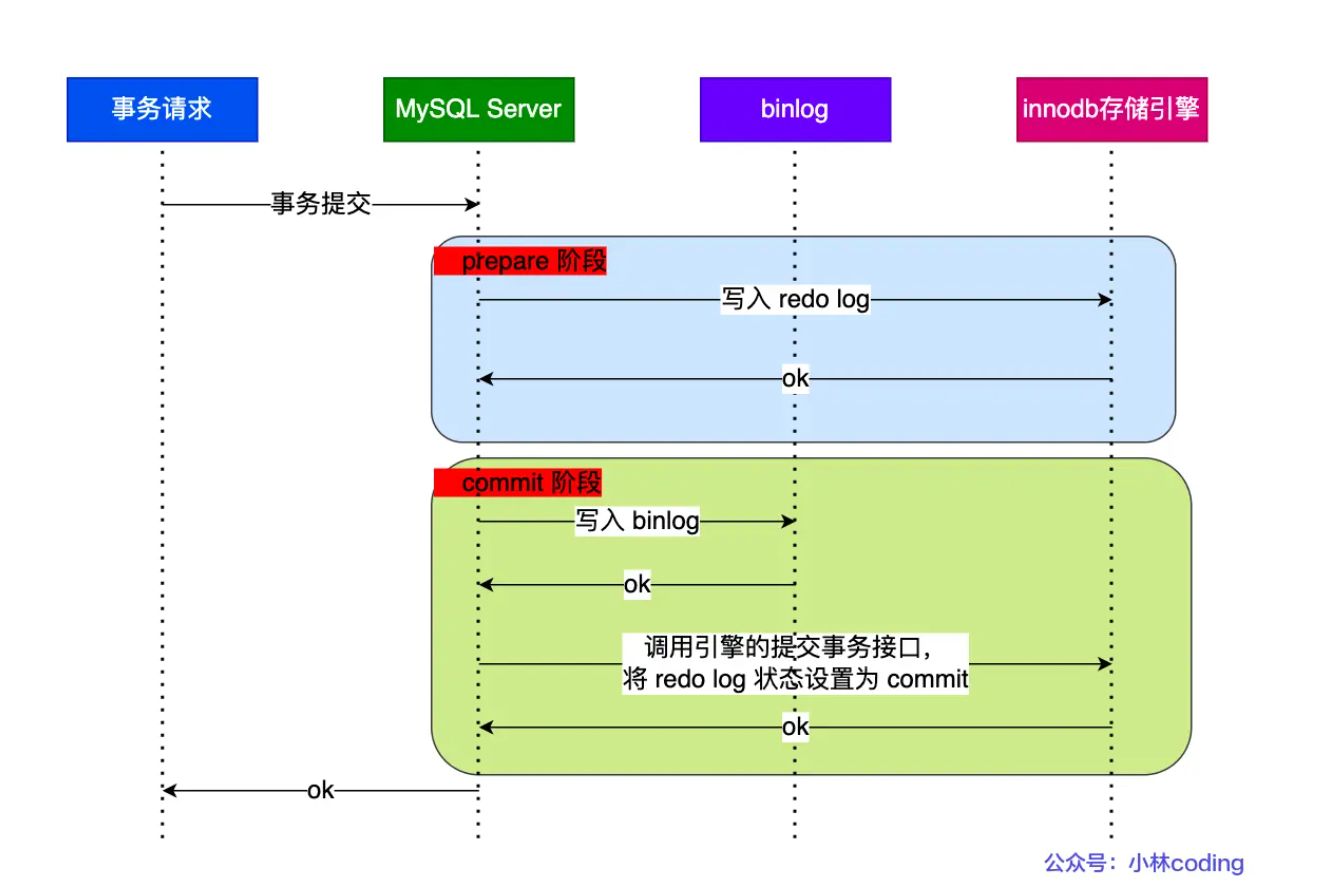 事务请求
MySQL Server
binlog
innodb存储引擎
事务提交
prepare 阶段
写入 redo log
ok
commit 阶段
写入 binlog
ok
调用引擎的提交事务接口，
将 redo log 状态设置为 commit
ok
ok
公众号：小林coding